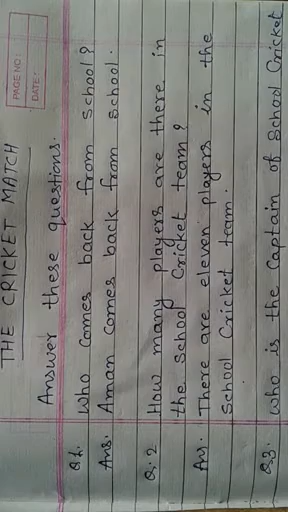 PAGE NO:
DATE:
THE CRICKET MATCH
Answer these questions.
Q1. Who comes back from school?
Ans. Aman comes back from school.
Q.2 How many players are there in
the school Cricket team?
Ans. There are eleven players in the
School Cricket team.
Q3. Who is the Captain of School Cricket